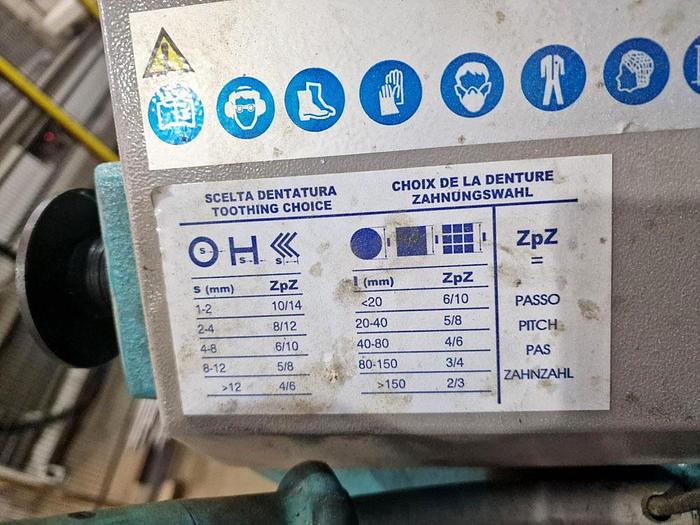 SCELTA DENTATURA
TOOTHING CHOICE
CHOIX DE LA DENTURE
ZAHNUNGSWAHL
S S S
S (mm) ZpZ
1-2 10/14
2-4 8/12
4-8 6/10
8-12 5/8
>12 4/6
l (mm) ZpZ
<20 6/10
20-40 5/8
40-80 4/6
80-150 3/4
>150 2/3
ZpZ
=
PASSO
PITCH
PAS
ZAHNZAHL